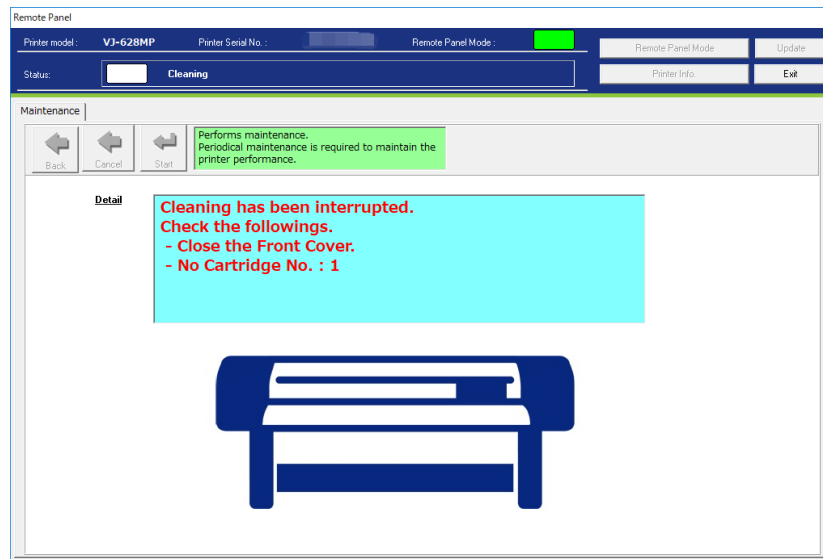 Remote Panel
Printer model : VJ-628MP Printer Serial No. : Remote Panel Mode :
Remote Panel Mode Update
Status: Cleaning
Printer Info. Exit
Maintenance
Back Cancel Start
Performs maintenance.
Periodical maintenance is required to maintain the
printer performance.
Detail
Cleaning has been interrupted.
Check the followings.
- Close the Front Cover.
- No Cartridge No. : 1